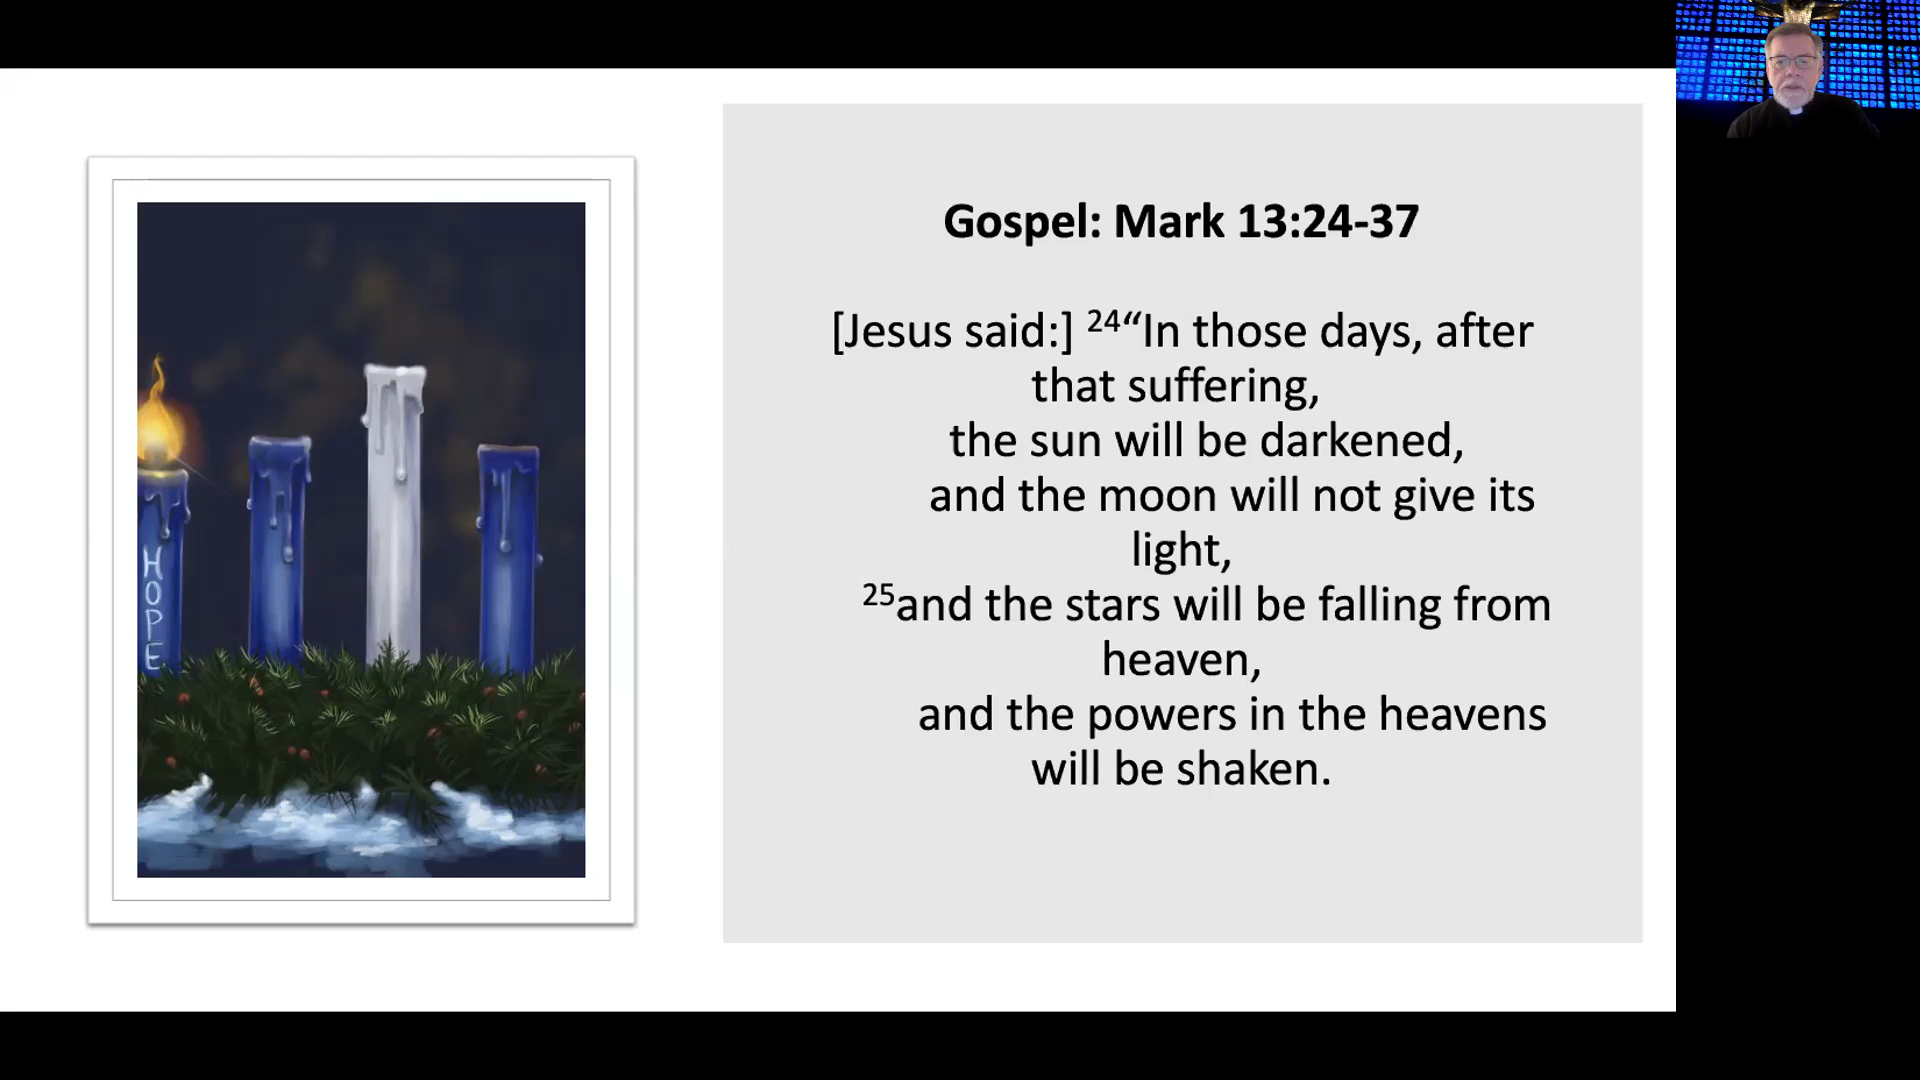 HOPE
Gospel: Mark 13:24-37
[Jesus said:] 24“In those days, after
that suffering,
the sun will be darkened,
and the moon will not give its
light,
25and the stars will be falling from
heaven,
and the powers in the heavens
will be shaken.